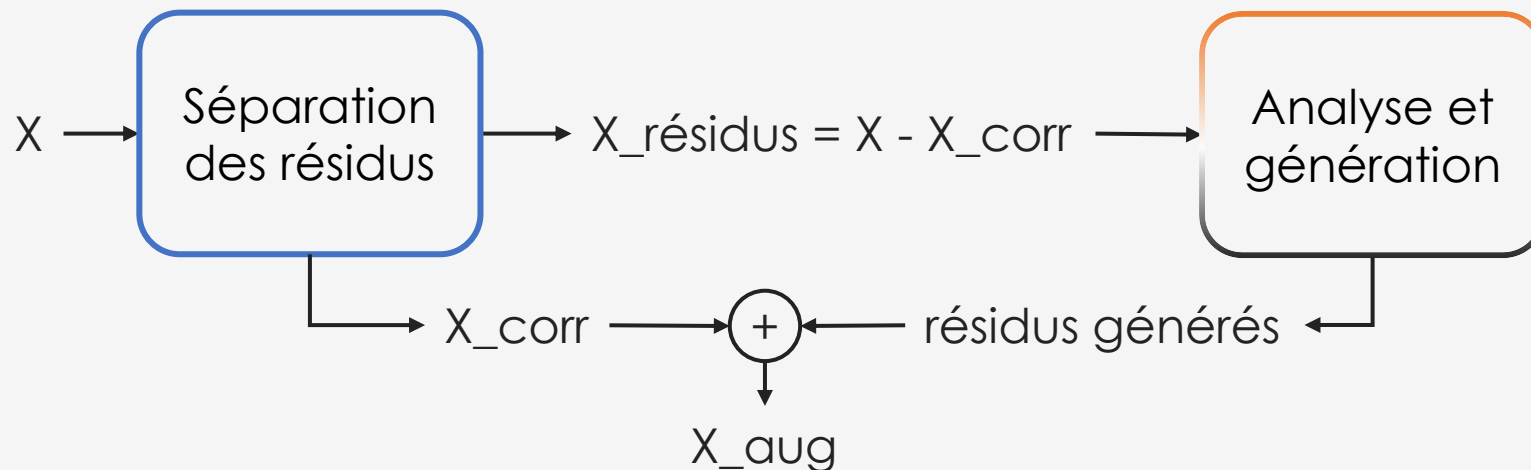 X
Séparation
des résidus
X_résidus = X - X_corr
Analyse et
génération
X_corr
+
résidus générés
X_aug